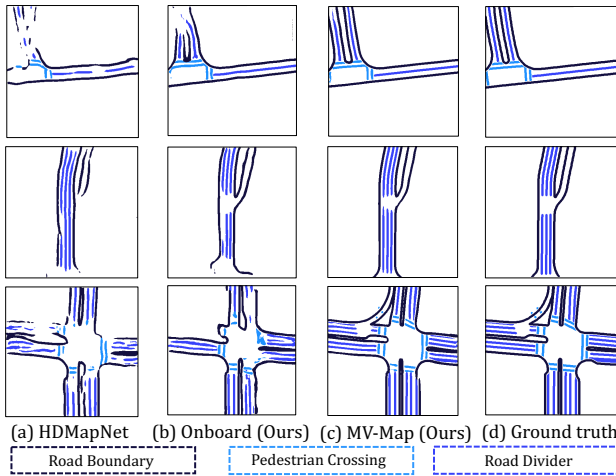 (a) HDMapNet (b) Onboard (Ours) (c) MV-Map (Ours) (d) Ground truth
Road Boundary Pedestrian Crossing Road Divider